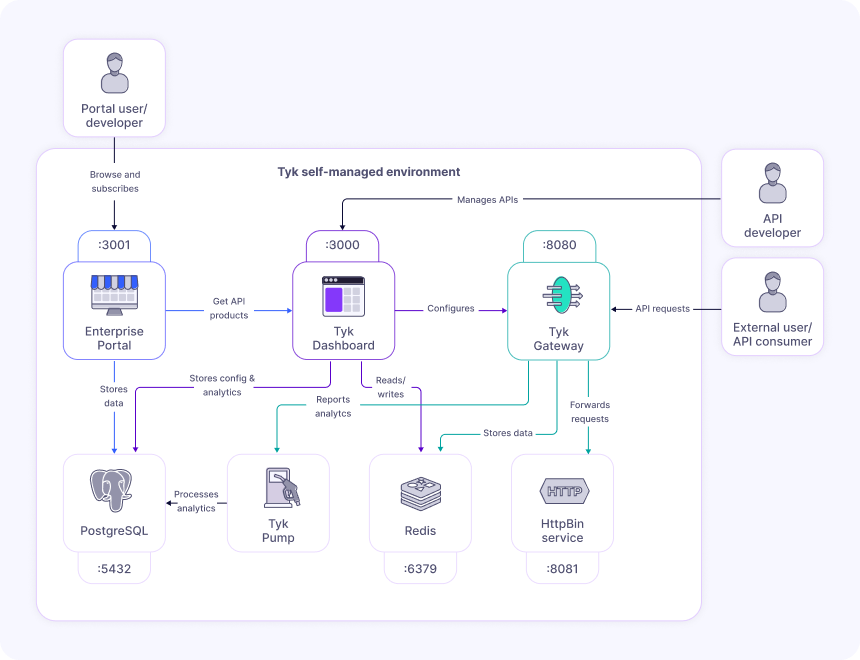 Portal user/
developer
Tyk self-managed environment
Browse and
subscribes
Manages APIs
API
developer
:3001
:3000
:8080
Enterprise
Portal
Get API
products
Tyk
Dashboard
Configures
Tyk
Gateway
API requests
External user/
API consumer
Stores
data
Stores config &
analytics
Reads/
writes
Reports
analytcs
Stores data
Forwards
requests
PostgreSQL
:5432
Processes
analytics
Tyk
Pump
Redis
:6379
HTTP
HttpBin
service
:8081